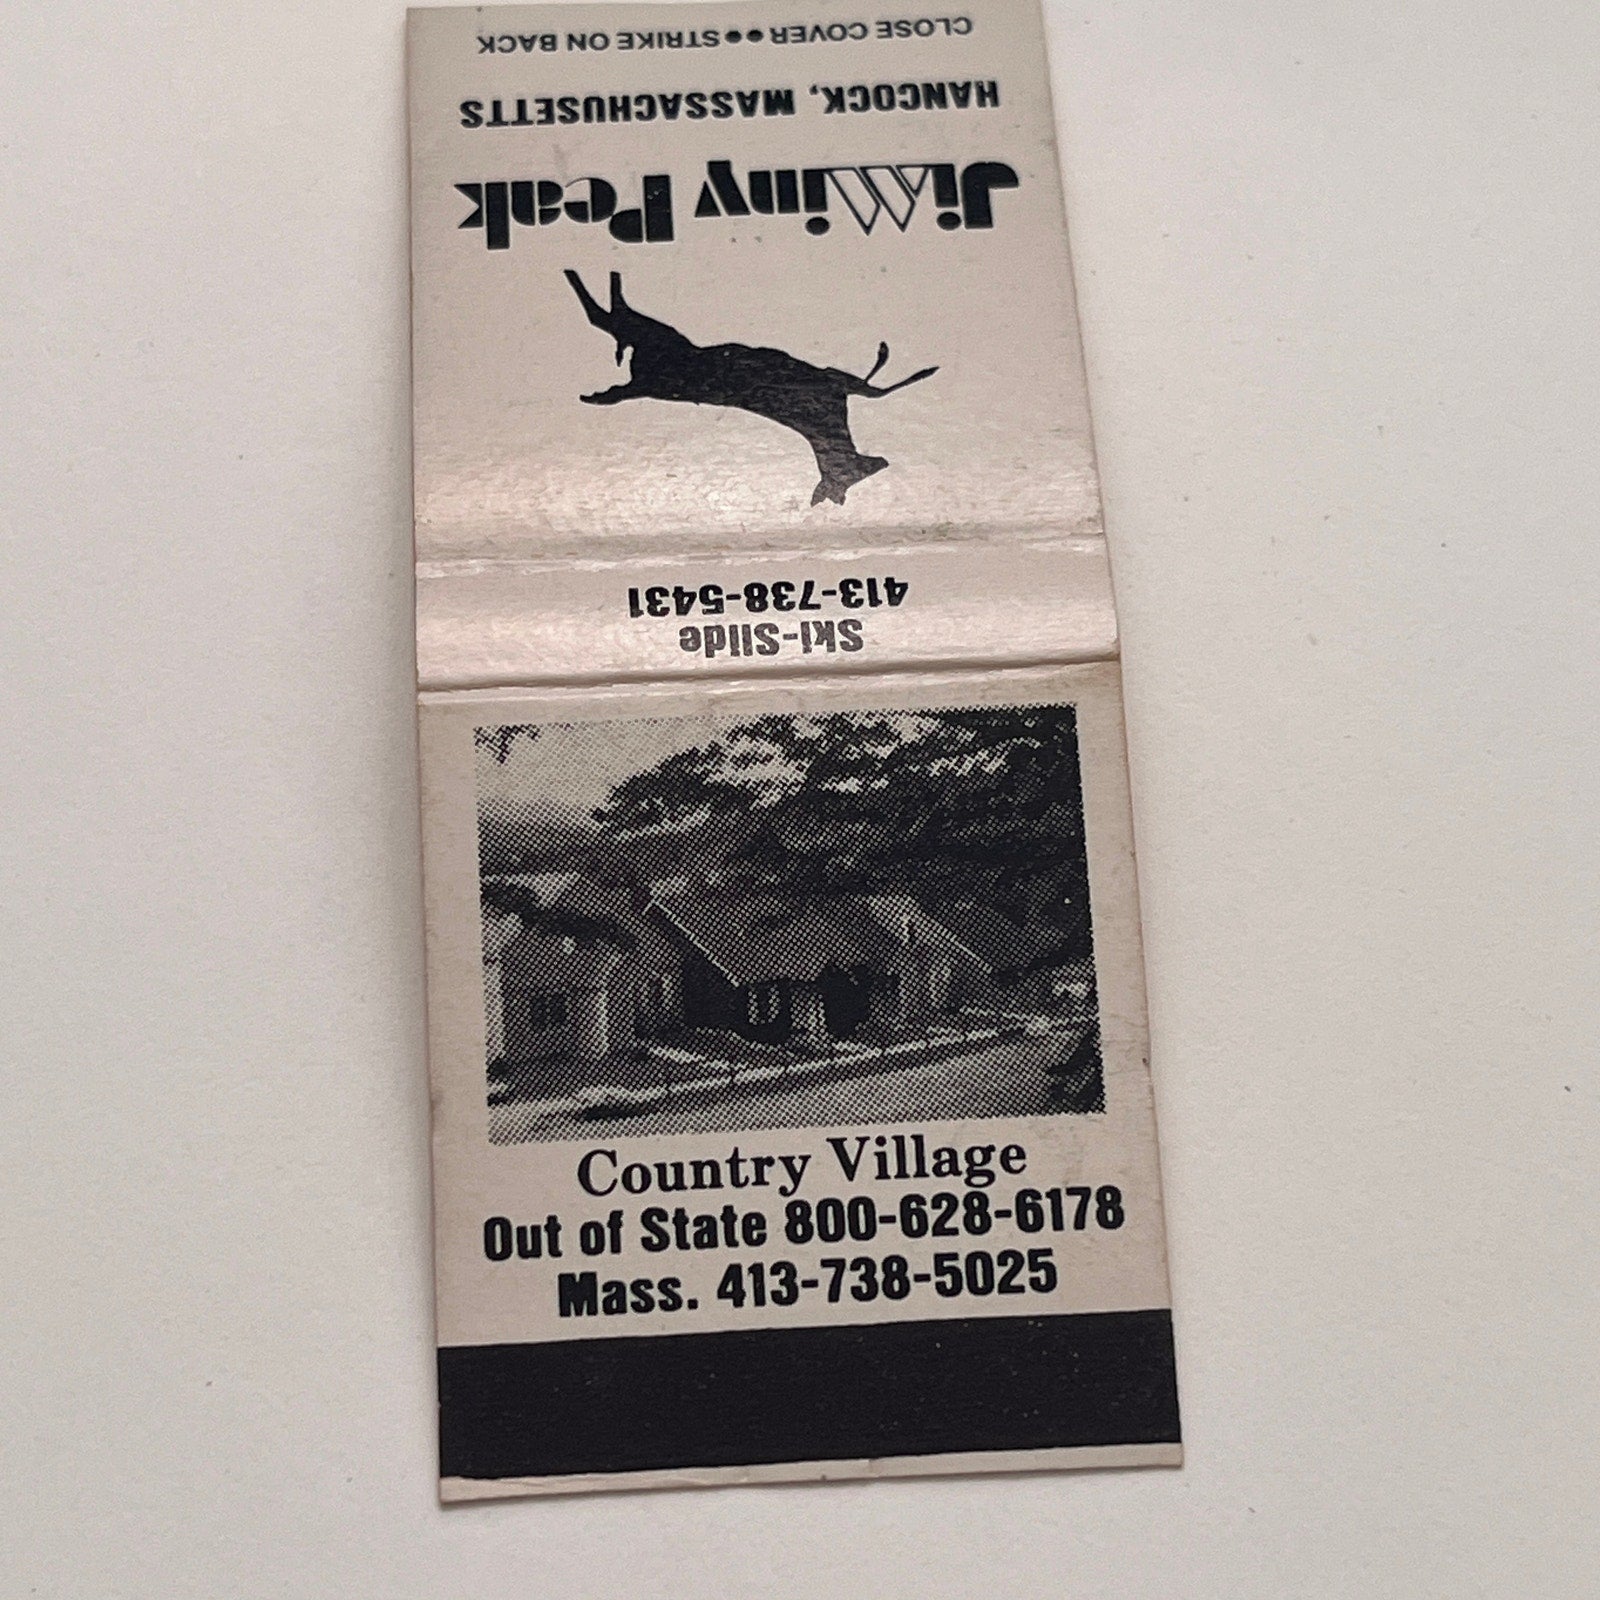 CLOSE COVER●●STRIKE ON BACK
HANCOCK, MASSACHUSETTS
Jiminy Peak
413-738-5431
Ski-Slide
Country Village
Out of State 800-628-6178
Mass. 413-738-5025